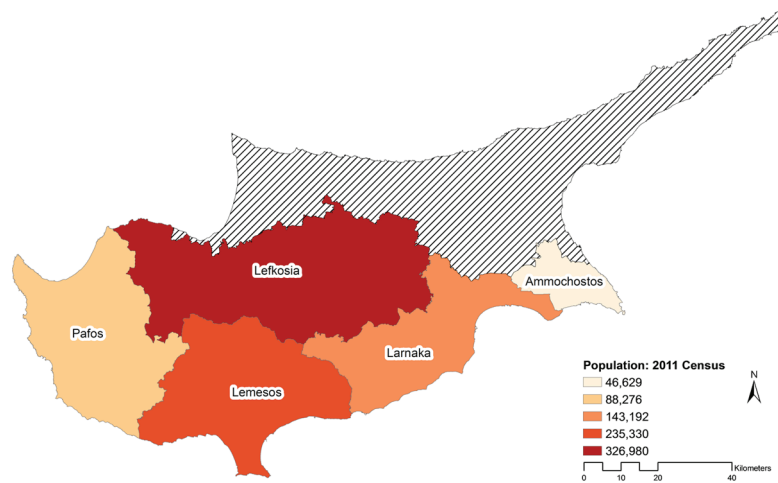 Lefkosia
Ammochostos
Pafos
Larnaka
Lemesos
Population: 2011 Census
46,629
88,276
143,192
235,330
326,980
N
Kilometers
0 10 20 40